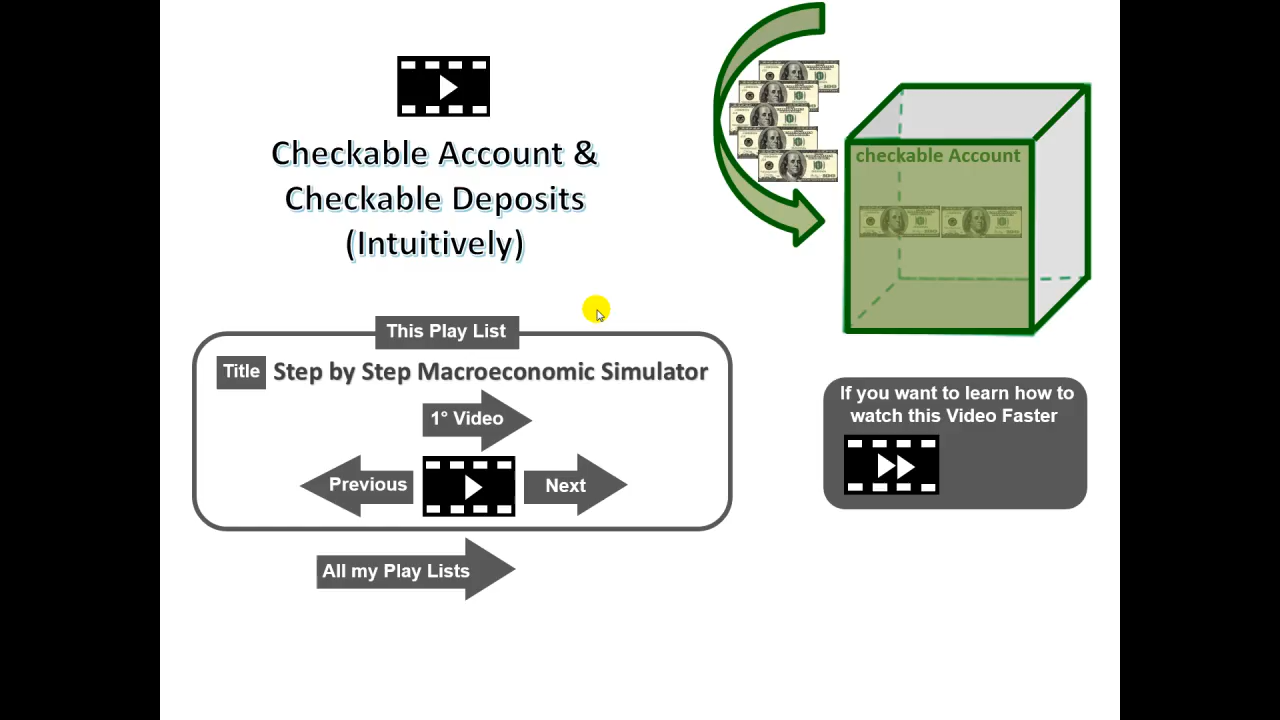 Checkable Account &
Checkable Deposits
(Intuitively)
checkable Account
This Play List
Title Step by Step Macroeconomic Simulator
1° Video
Previous
Next
All my Play Lists
If you want to learn how to
watch this Video Faster